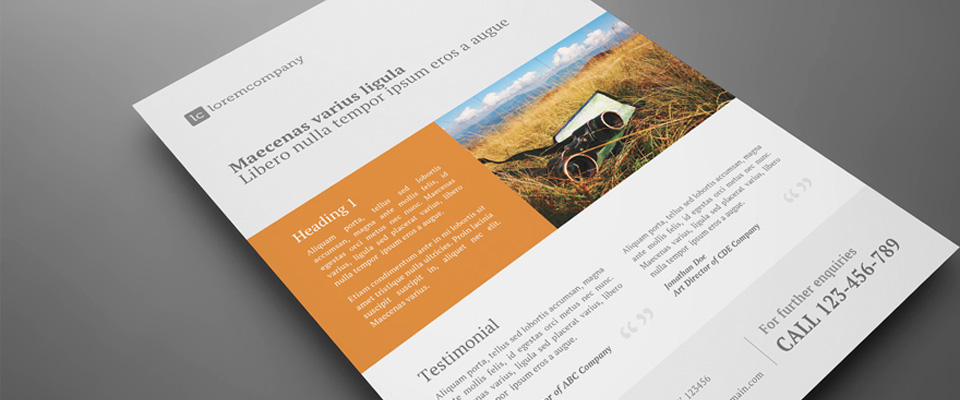 lc loremcompany
Maecenas varius ligula
Libero nulla tempor ipsum eros a augue
Heading 1
Aliquam porta, tellus sed lobortis
accumsan, magna ante mollis felis, id
egestas orci metus nec nunc. Maecenas
varius, ligula sed placerat varius, libero
nulla tempor ipsum eros a augue.
Etiam condimentum ante in mi lobortis sit
amet tristique nulla ultricies. Proin lacinia
suscipit suscipit in, aliquet nec elit.
Maecenas varius.
Testimonial
Aliquam porta, tellus sed lobortis accumsan, magna
ante mollis felis, id egestas orci metus nec nunc.
Maecenas varius, ligula sed placerat varius, libero
tempor ipsum eros a augue.
of ABC Company
Aliquam porta, tellus sed lobortis accumsan, magna
ante mollis felis, id egestas orci metus nec nunc.
Maecenas varius, ligula sed placerat varius, libero
nulla tempor ipsum eros a augue.
Jonathan Doe
Art Director of CDE Company
123456
For further enquiries
CALL 123-456-789